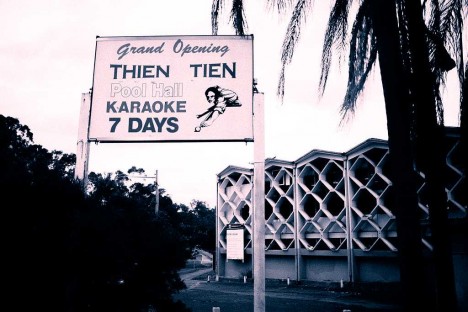 Grand Opening
THIEN TIEN
Pool Hall
KARAOKE
7 DAYS